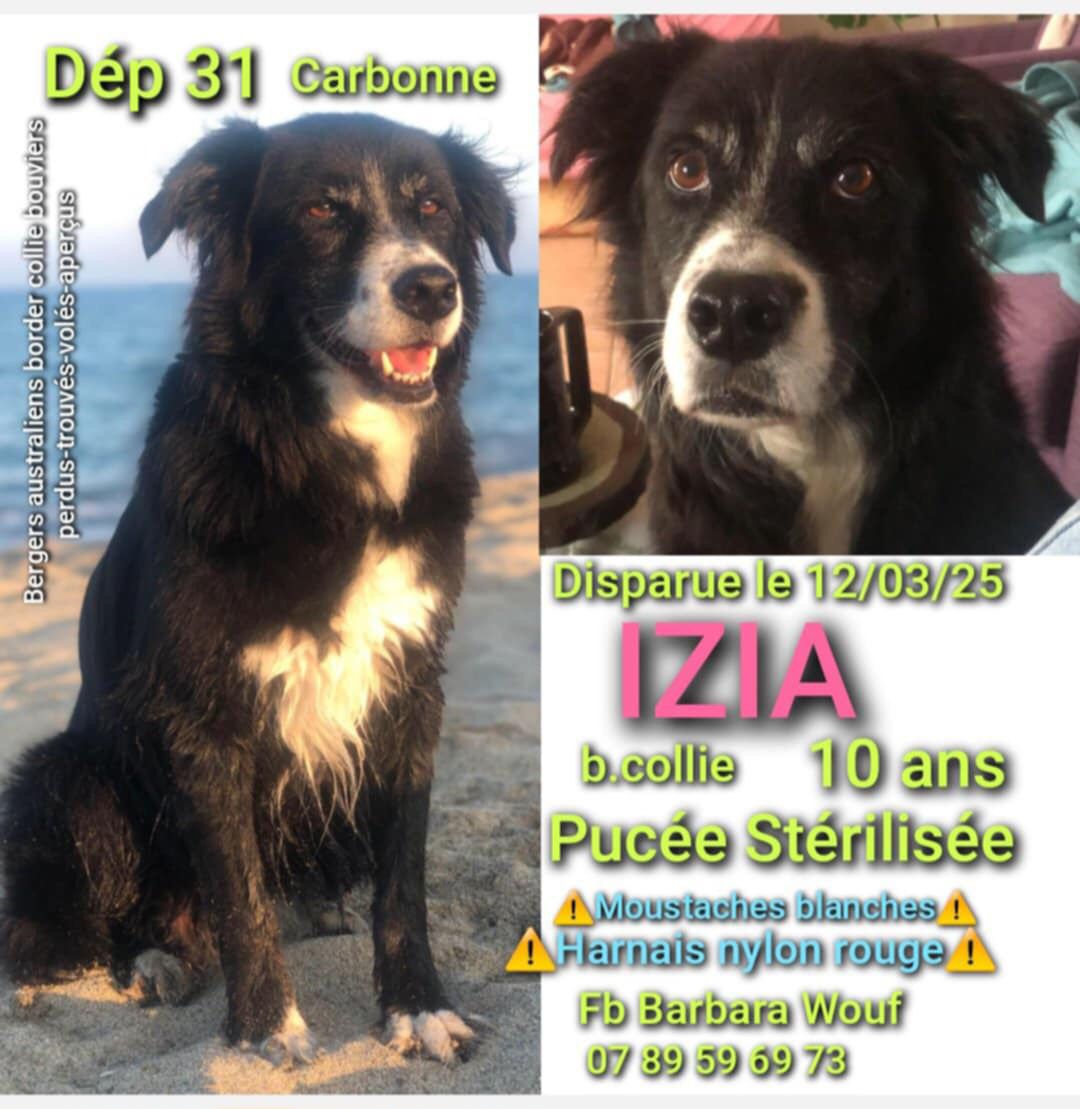 Dép 31 Carbonne
Bergers australiens border collie bouviers
perdus-trouvés-volés-aperçus
Disparue le 12/03/25
IZIA
b.collie 10 ans
Pucée Stérilisée
⚠️Moustaches blanches⚠️
⚠️Harnais nylon rouge⚠️
Fb Barbara Wouf
07 89 59 69 73